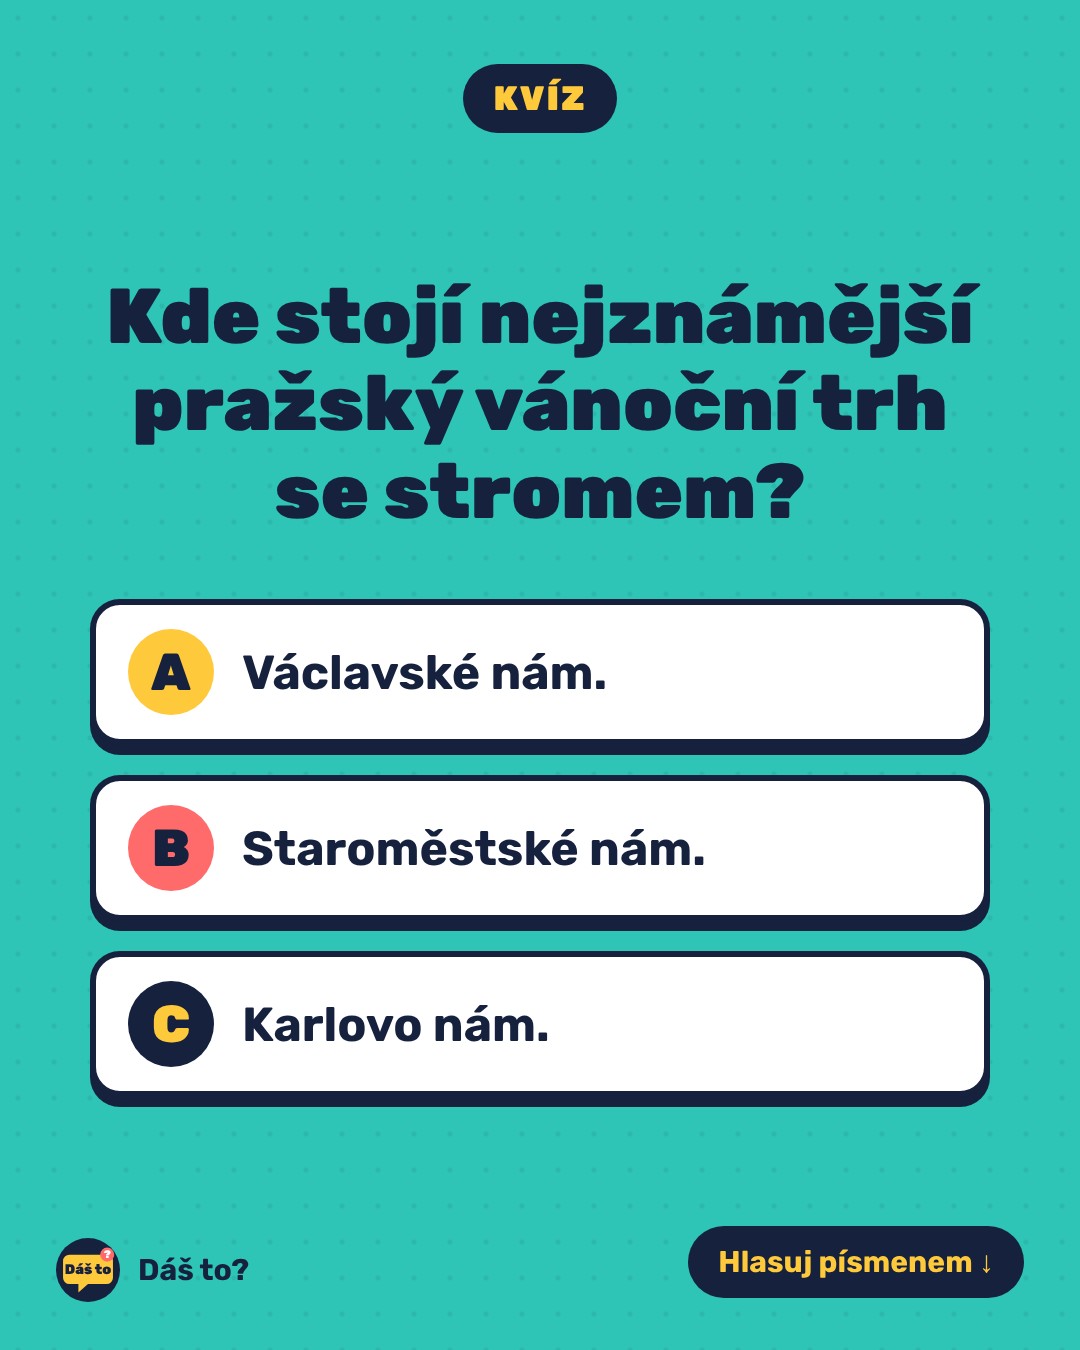 KVÍZ
Kde stojí nejznámější
pražský vánoční trh
se stromem?
A Václavské nám.
B Staroměstské nám.
C Karlovo nám.
Dáš to ?
Dáš to?
Hlasuj písmenem ↓